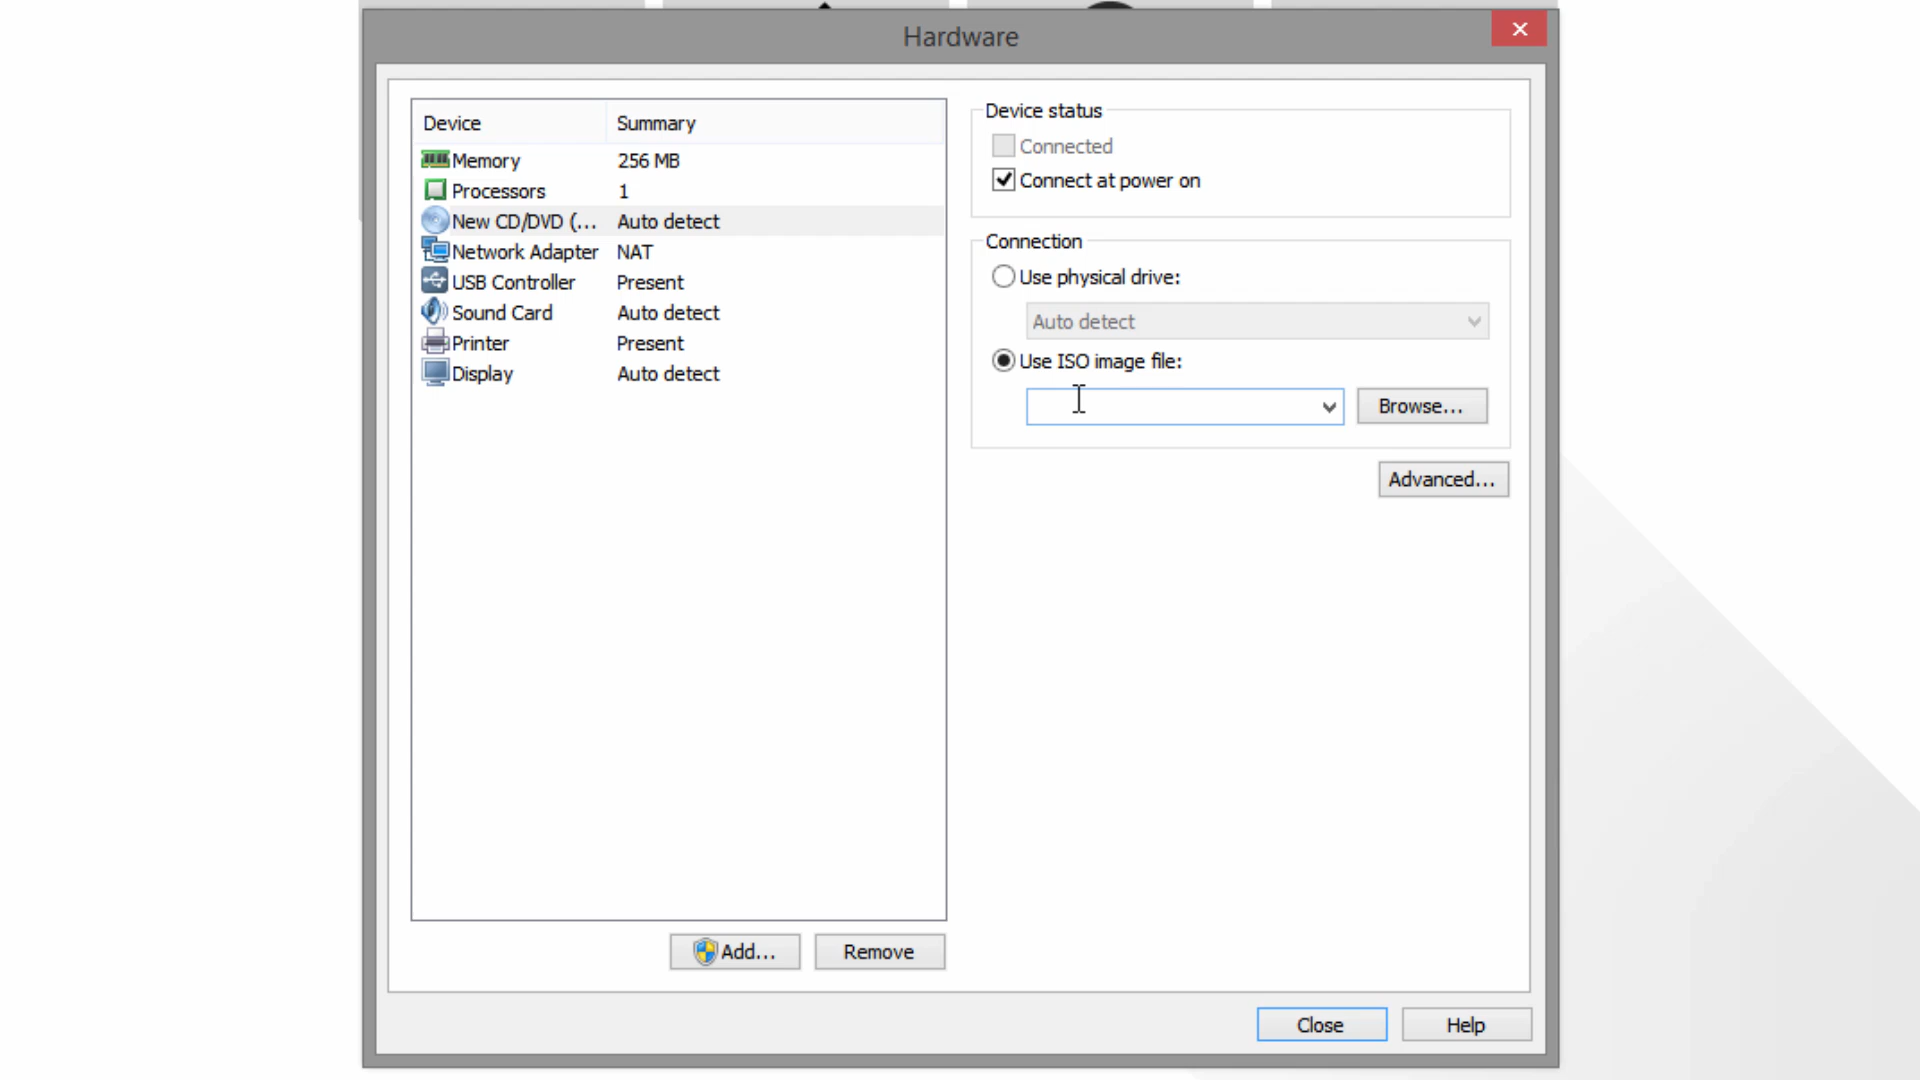 Hardware
Device Summary
Memory 256 MB
Processors 1
New CD/DVD (... Auto detect
Network Adapter NAT
USB Controller Present
Sound Card Auto detect
Printer Present
Display Auto detect
Add...
Remove
Device status
Connected
Connect at power on
Connection
Use physical drive:
Auto detect
Use ISO image file:
Browse...
Advanced...
Close
Help